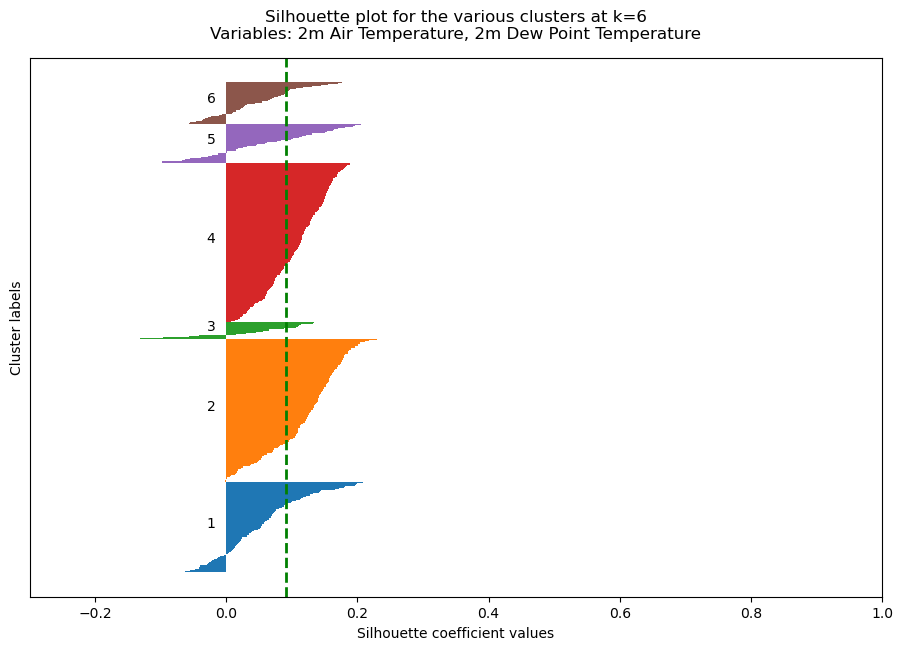 Silhouette plot for the various clusters at k=6
Variables: 2m Air Temperature, 2m Dew Point Temperature
Cluster labels
6
5
4
3
2
1
−0.2 0.0 0.2 0.4 0.6 0.8 1.0
Silhouette coefficient values